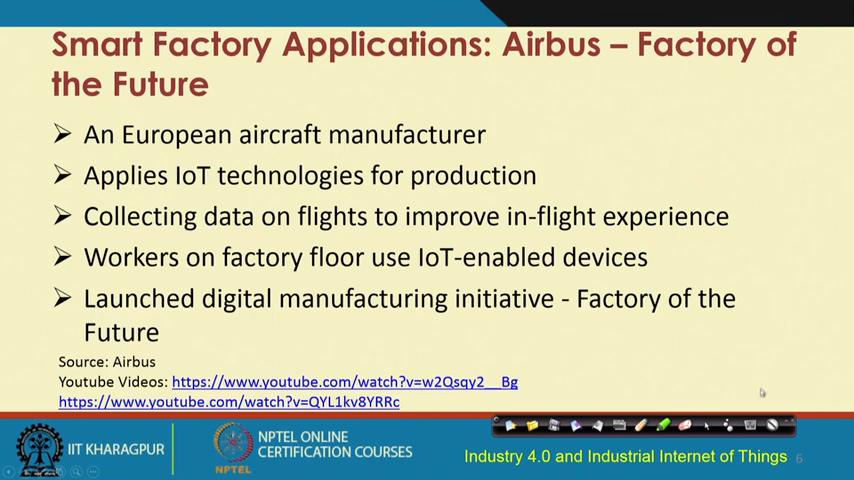 Smart Factory Applications: Airbus – Factory of
the Future
➢ An European aircraft manufacturer
➢ Applies IoT technologies for production
➢ Collecting data on flights to improve in-flight experience
➢ Workers on factory floor use IoT-enabled devices
➢ Launched digital manufacturing initiative - Factory of the
Future
Source: Airbus
Youtube Videos: https://www.youtube.com/watch?v=w2Qsqy2__Bg
https://www.youtube.com/watch?v=QYL1kv8YRRc
IIT KHARAGPUR
NPTEL
NPTEL ONLINE
CERTIFICATION COURSES
Industry 4.0 and Industrial Internet of Things 6